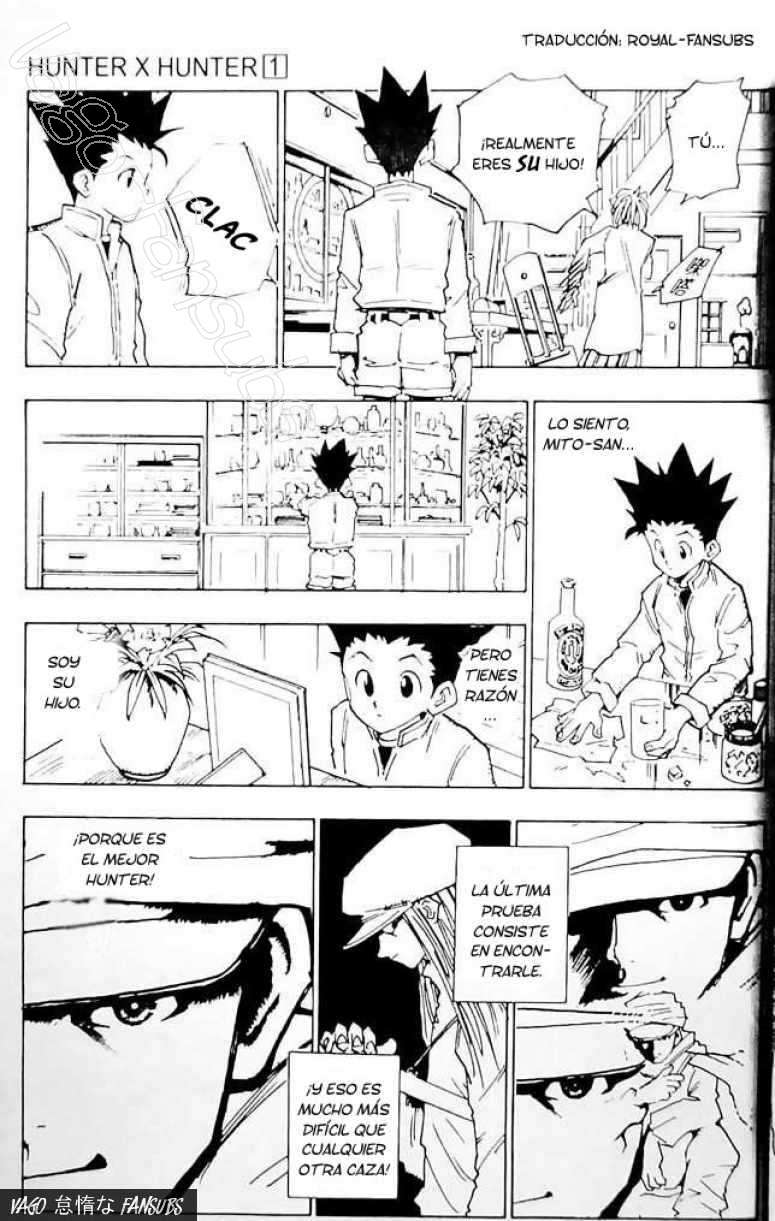 TRADUCCIÓN: ROYAL-FANSUBS
HUNTER X HUNTER 1
TÚ...
¡REALMENTE
ERES SU HIJO!
CLAC
LO SIENTO,
MITO-SAN...
PERO
TIENES
RAZÓN
...
SOY
SU
HIJO.
LA ÚLTIMA
PRUEBA
CONSISTE
EN ENCON-
TRARLE.
¡Y ESO ES
MUCHO MÁS
DIFÍCIL QUE
CUALQUIER
OTRA CAZA!
¡PORQUE ES
EL MEJOR
HUNTER!
VAGO 怠惰な FANSUBS